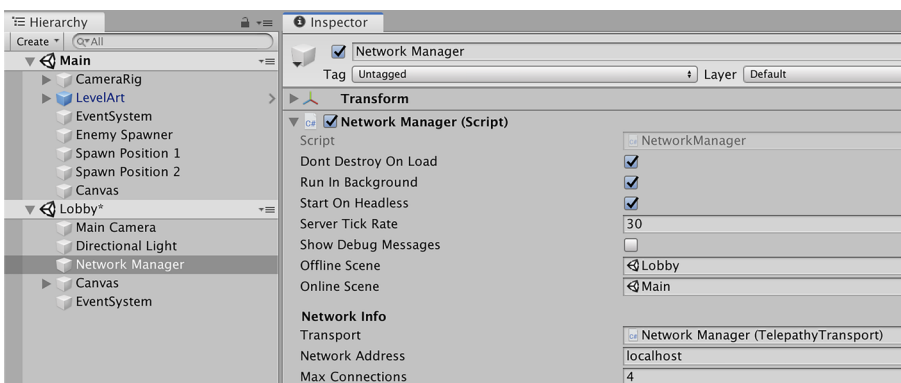 Hierarchy
Create
All
Main
CameraRig
LevelArt
EventSystem
Enemy Spawner
Spawn Position 1
Spawn Position 2
Canvas
Lobby*
Main Camera
Directional Light
Network Manager
Canvas
EventSystem
Inspector
Network Manager
Tag Untagged Layer Default
Transform
C# Network Manager (Script)
Script NetworkManager
Dont Destroy On Load
Run In Background
Start On Headless
Server Tick Rate 30
Show Debug Messages
Offline Scene Lobby
Online Scene Main
Network Info
Transport Network Manager (TelepathyTransport)
Network Address localhost
Max Connections 4